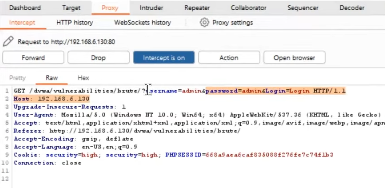 Dashboard Target Proxy Intruder Repeater Collaborator Sequencer Decoder
Intercept HTTP history WebSockets history Proxy settings
Request to http://192.168.6.130:80
Forward Drop Intercept is on Action Open browser
Pretty Raw Hex
1 GET /dvwa/vulnerabilities/brute/?username=admin&password=admin&Login=Login HTTP/1.1
2 Host: 192.168.6.130
3 Upgrade-Insecure-Requests: 1
4 User-Agent: Mozilla/5.0 (Windows NT 10.0; Win64; x64) AppleWebKit/537.36 (KHTML, like Gecko)
5 Accept: text/html,application/xhtml+xml,application/xml;q=0.9,image/avif,image/webp,image/apn
6 Referer: http://192.168.6.130/dvwa/vulnerabilities/brute/
7 Accept-Encoding: gzip, deflate
8 Accept-Language: en-US,en;q=0.9
9 Cookie: security=high; security=high; PHPSESSID=
10 Connection: close
11
12